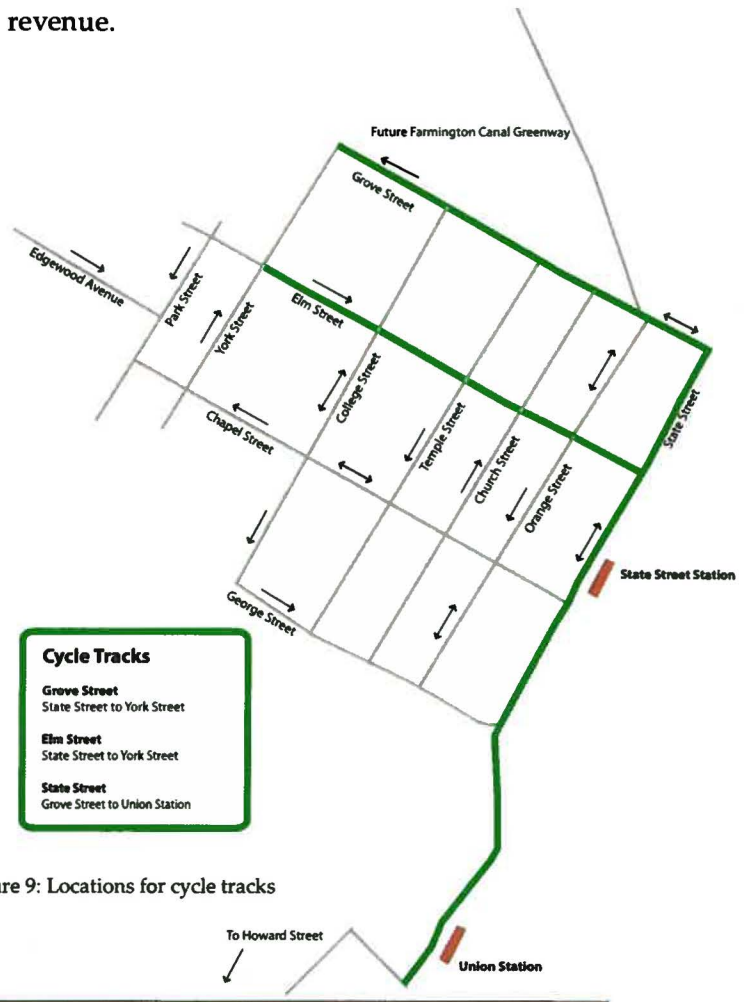 revenue.
Future Farmington Canal Greenway
Grove Street
Edgewood Avenue
Park Street
York Street
Elm Street
College Street
Chapel Street
Temple Street
Church Street
Orange Street
State Street
State Street Station
George Street
Cycle Tracks
Grove Street
State Street to York Street
Elm Street
State Street to York Street
State Street
Grove Street to Union Station
re 9: Locations for cycle tracks
To Howard Street
Union Station